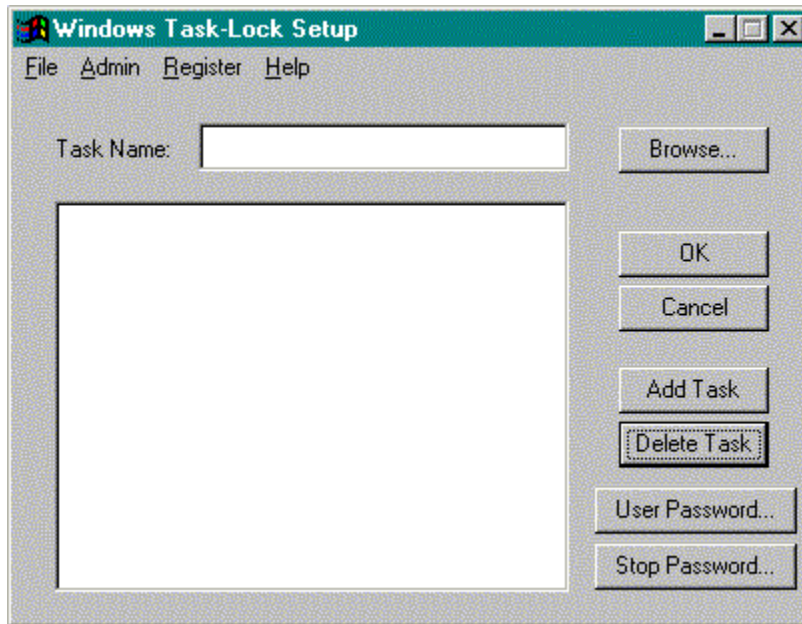 Windows Task-Lock Setup
File Admin Register Help
Task Name:
Browse...
OK
Cancel
Add Task
Delete Task
User Password...
Stop Password...